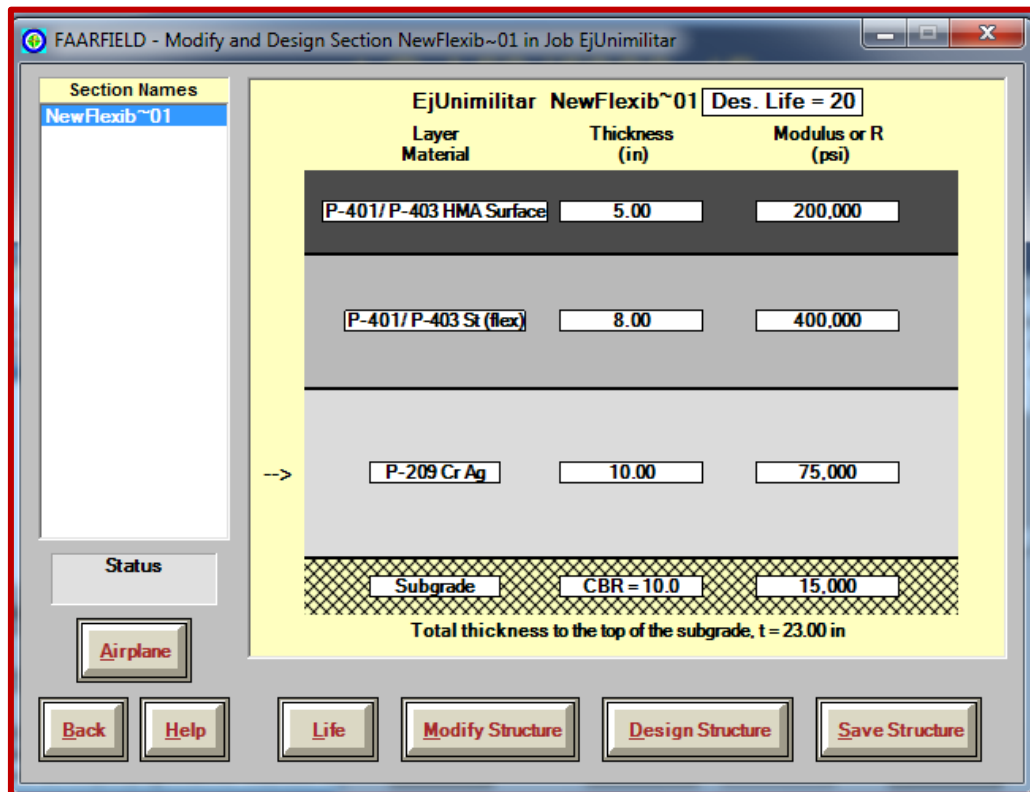 FAARFIELD - Modify and Design Section NewFlexib~01 in Job EjUnimilitar
Section Names
NewFlexib~01
EjUnimilitar NewFlexib~01 Des. Life = 20
Layer Material Thickness (in) Modulus or R (psi)
P-401/ P-403 HMA Surface 5.00 200,000
P-401/ P-403 St (flex) 8.00 400,000
--> P-209 Cr Ag 10.00 75,000
Subgrade CBR = 10.0 15,000
Total thickness to the top of the subgrade, t = 23.00 in
Status
Airplane
Back Help Life Modify Structure Design Structure Save Structure